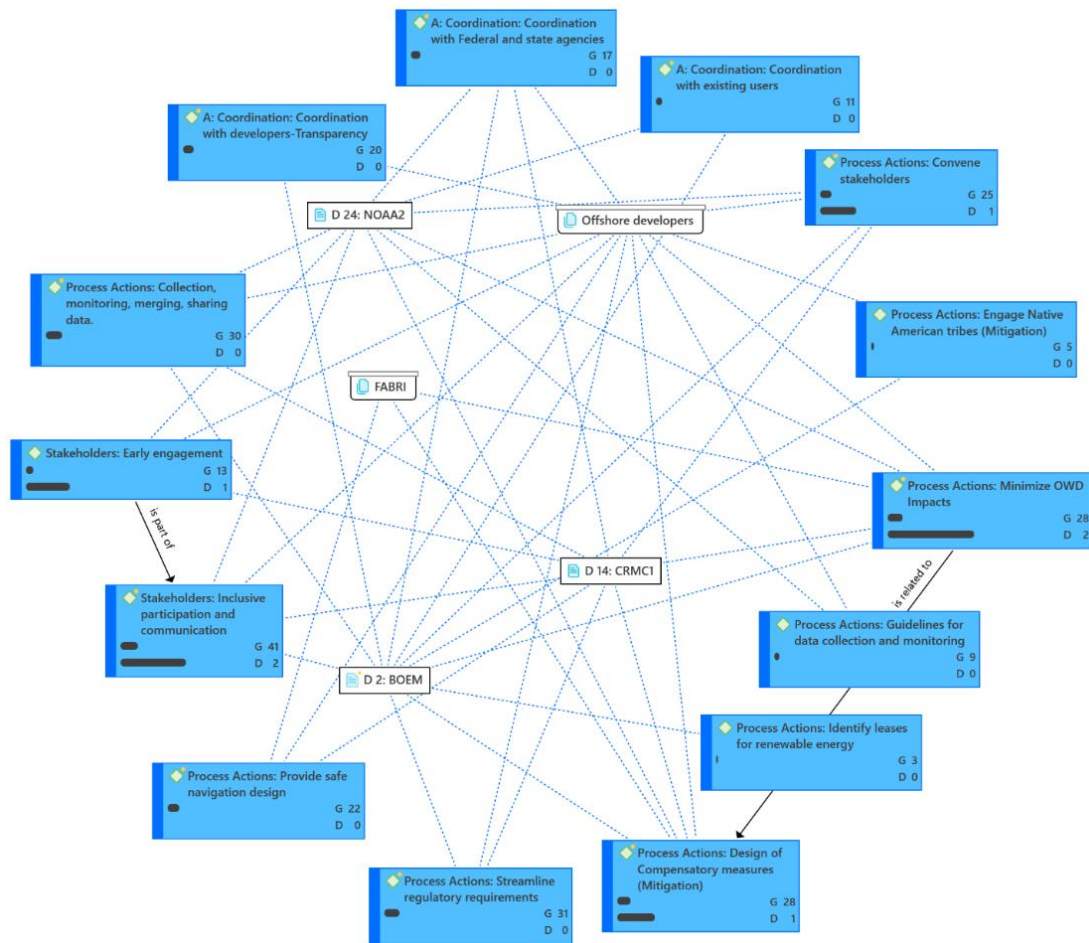 A: Coordination: Coordination
with Federal and state agencies
G 17
D 0
A: Coordination: Coordination
with existing users
G 11
D 0
A: Coordination: Coordination
with developers-Transparency
G 20
D 0
Process Actions: Convene
stakeholders
G 25
D 1
D 24: NOAA2
Offshore developers
Process Actions: Collection,
monitoring, merging, sharing
data.
G 30
D 0
Process Actions: Engage Native
American tribes (Mitigation)
G 5
D 0
FABRI
Stakeholders: Early engagement
G 13
D 1
Process Actions: Minimize OWD
Impacts
G 28
D 2
is part of
is related to
D 14: CRMC1
Stakeholders: Inclusive
participation and
communication
G 41
D 2
Process Actions: Guidelines for
data collection and monitoring
G 9
D 0
D 2: BOEM
Process Actions: Identify leases
for renewable energy
G 3
D 0
Process Actions: Provide safe
navigation design
G 22
D 0
Process Actions: Design of
Compensatory measures
(Mitigation)
G 28
D 1
Process Actions: Streamline
regulatory requirements
G 31
D 0